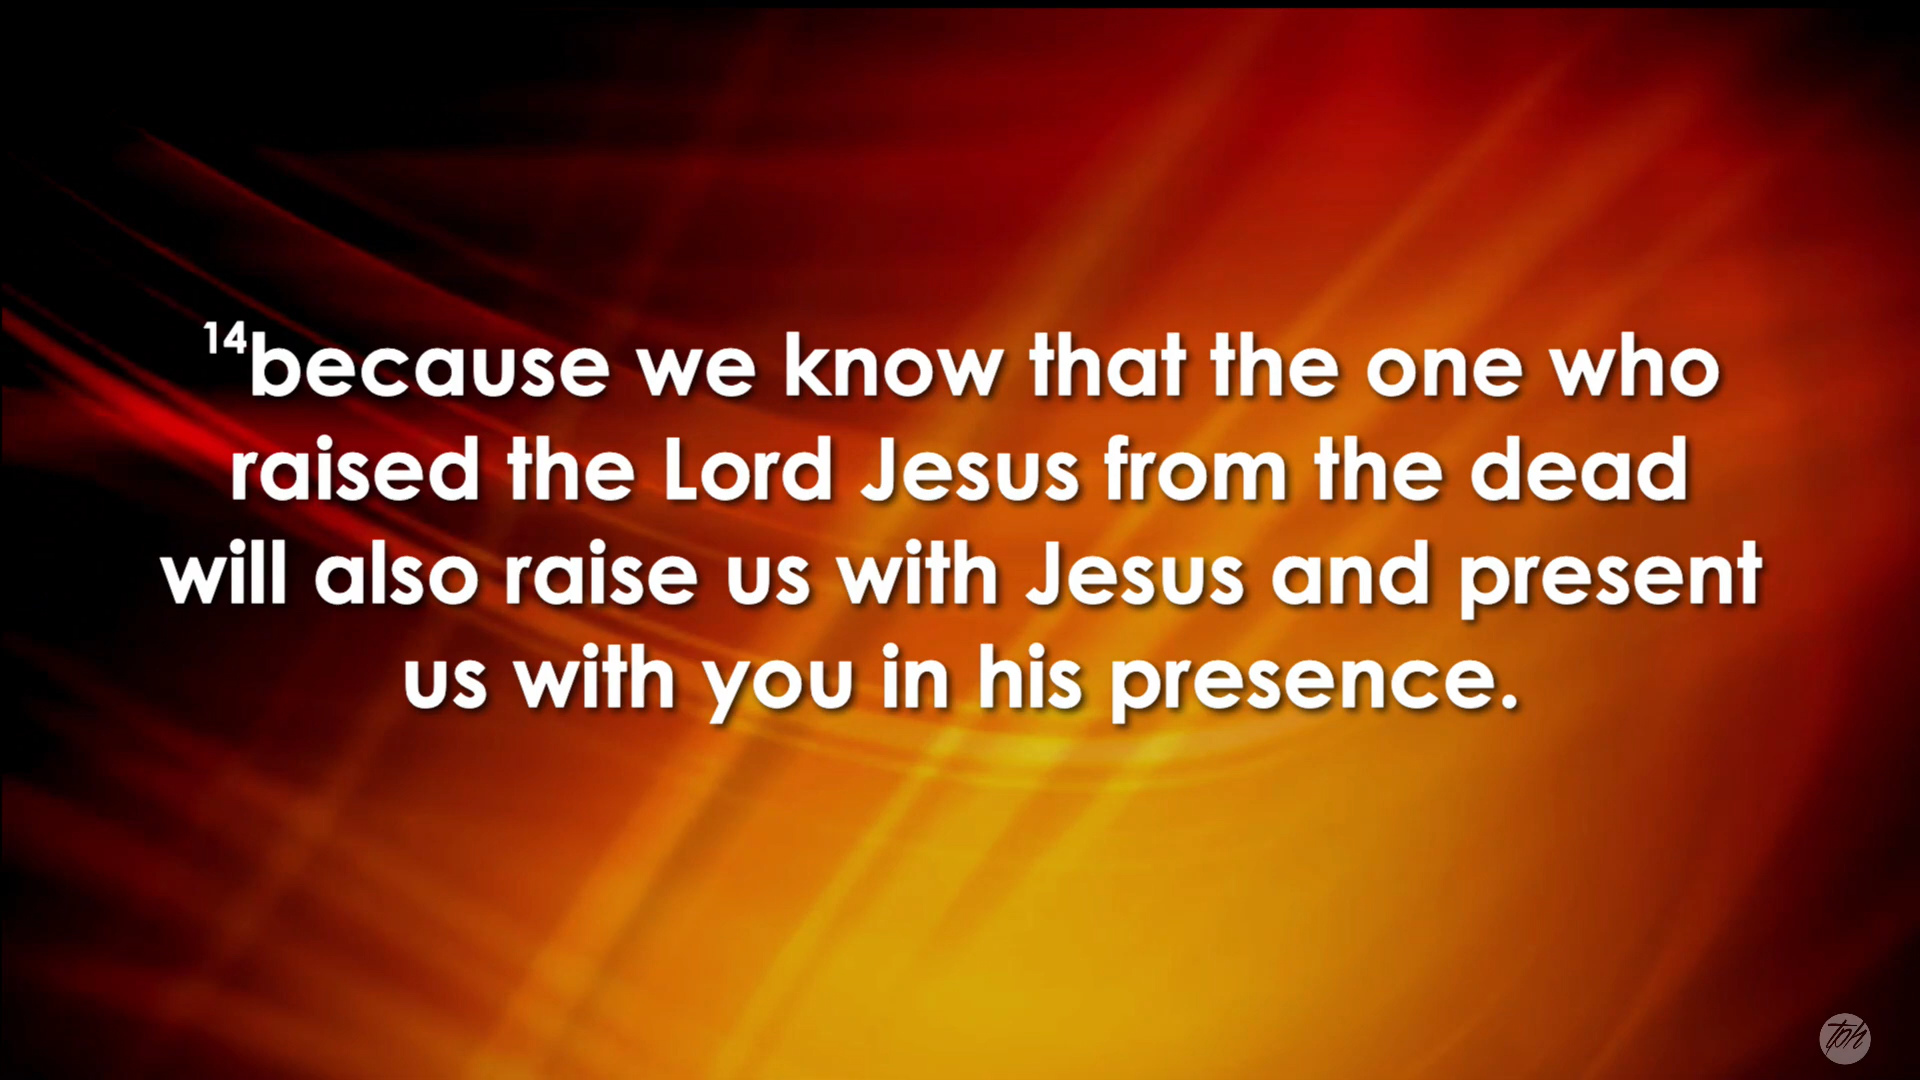 14because we know that the one who
raised the Lord Jesus from the dead
will also raise us with Jesus and present
us with you in his presence.
tph